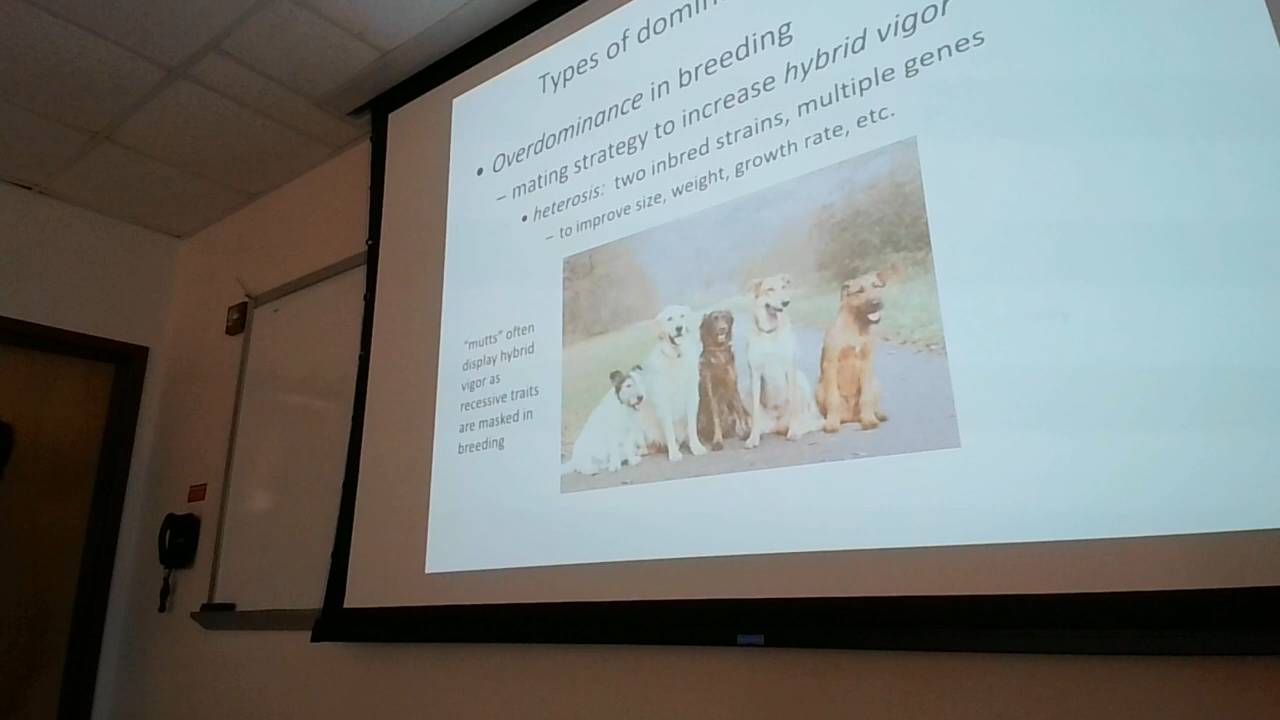 Types of domin
• Overdominance in breeding
– mating strategy to increase hybrid vigor
• heterosis: two inbred strains, multiple genes
– to improve size, weight, growth rate, etc.
"mutts" often
display hybrid
vigor as
recessive traits
are masked in
breeding